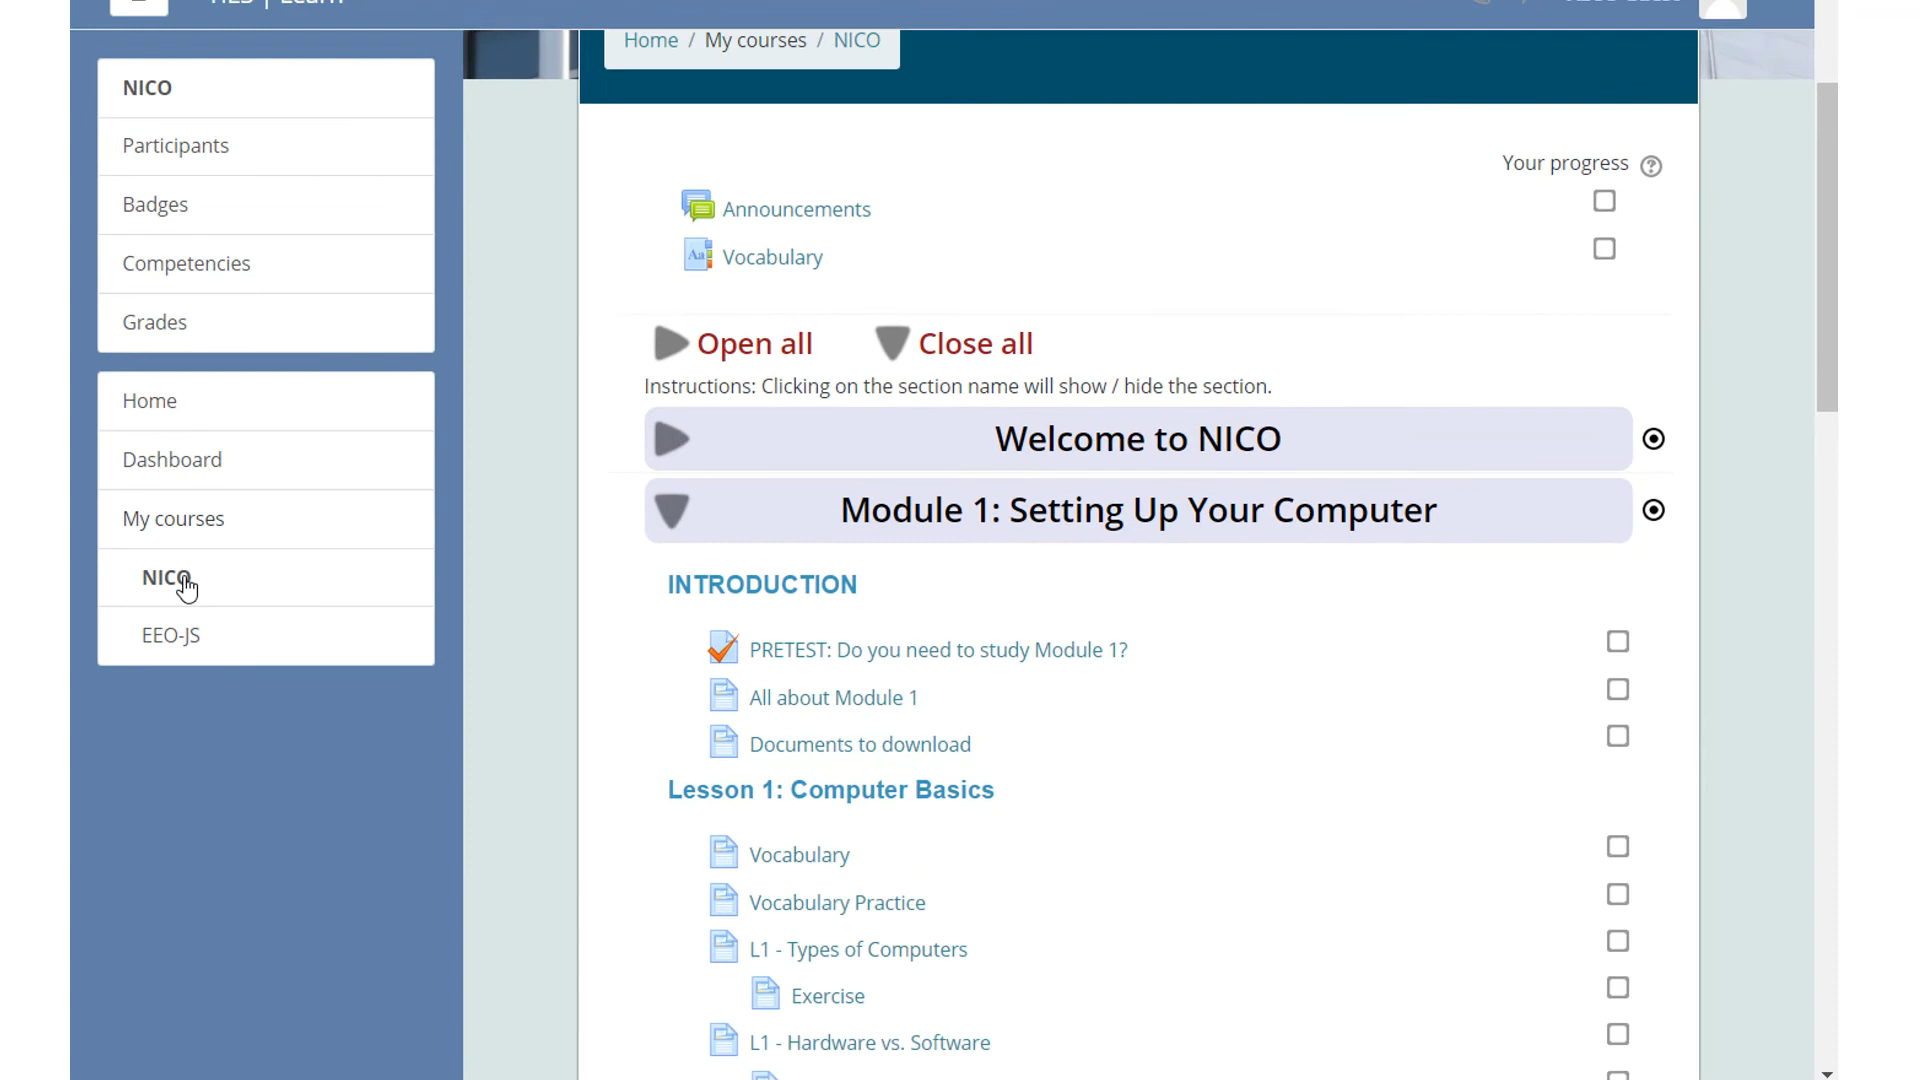 NICO
Participants
Badges
Competencies
Grades
Home
Dashboard
My courses
NICO
EEO-JS
Home / My courses / NICO
Your progress
Announcements
Vocabulary
Open all
Close all
Instructions: Clicking on the section name will show / hide the section.
Welcome to NICO
Module 1: Setting Up Your Computer
INTRODUCTION
PRETEST: Do you need to study Module 1?
All about Module 1
Documents to download
Lesson 1: Computer Basics
Vocabulary
Vocabulary Practice
L1 - Types of Computers
Exercise
L1 - Hardware vs. Software